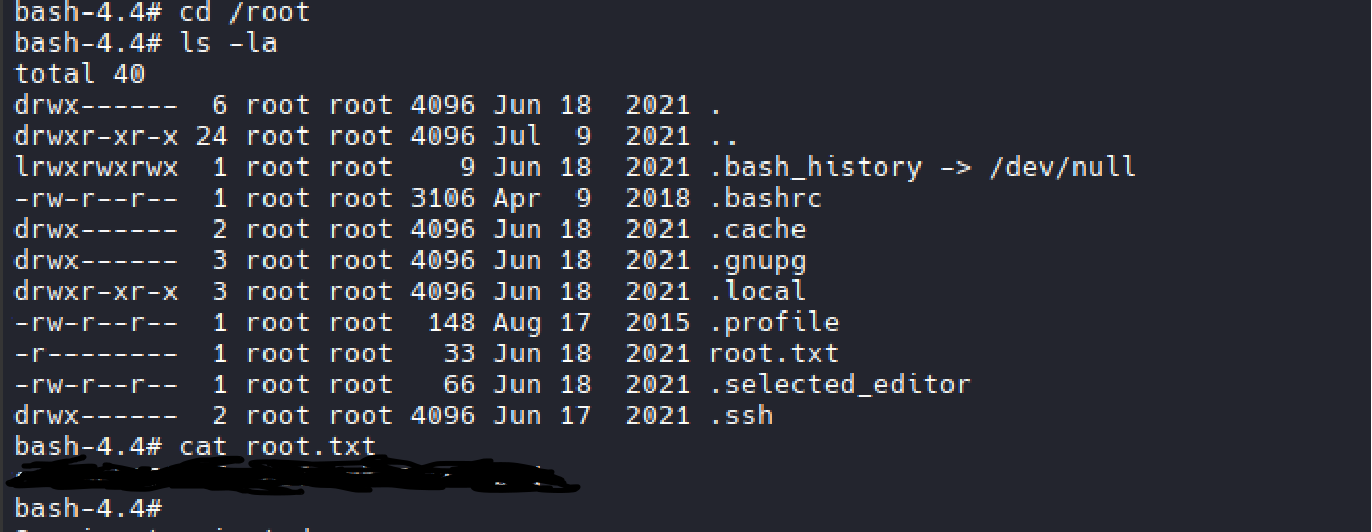 bash-4.4# cd /root
bash-4.4# ls -la
total 40
drwx------  6 root root 4096 Jun 18  2021 .
drwxr-xr-x 24 root root 4096 Jul  9  2021 ..
lrwxrwxrwx  1 root root    9 Jun 18  2021 .bash_history -> /dev/null
-rw-r--r--  1 root root 3106 Apr  9  2018 .bashrc
drwx------  2 root root 4096 Jun 18  2021 .cache
drwx------  3 root root 4096 Jun 18  2021 .gnupg
drwxr-xr-x  3 root root 4096 Jun 18  2021 .local
-rw-r--r--  1 root root  148 Aug 17  2015 .profile
-r--------  1 root root   33 Jun 18  2021 root.txt
-rw-r--r--  1 root root   66 Jun 18  2021 .selected_editor
drwx------  2 root root 4096 Jun 17  2021 .ssh
bash-4.4# cat root.txt
bash-4.4#